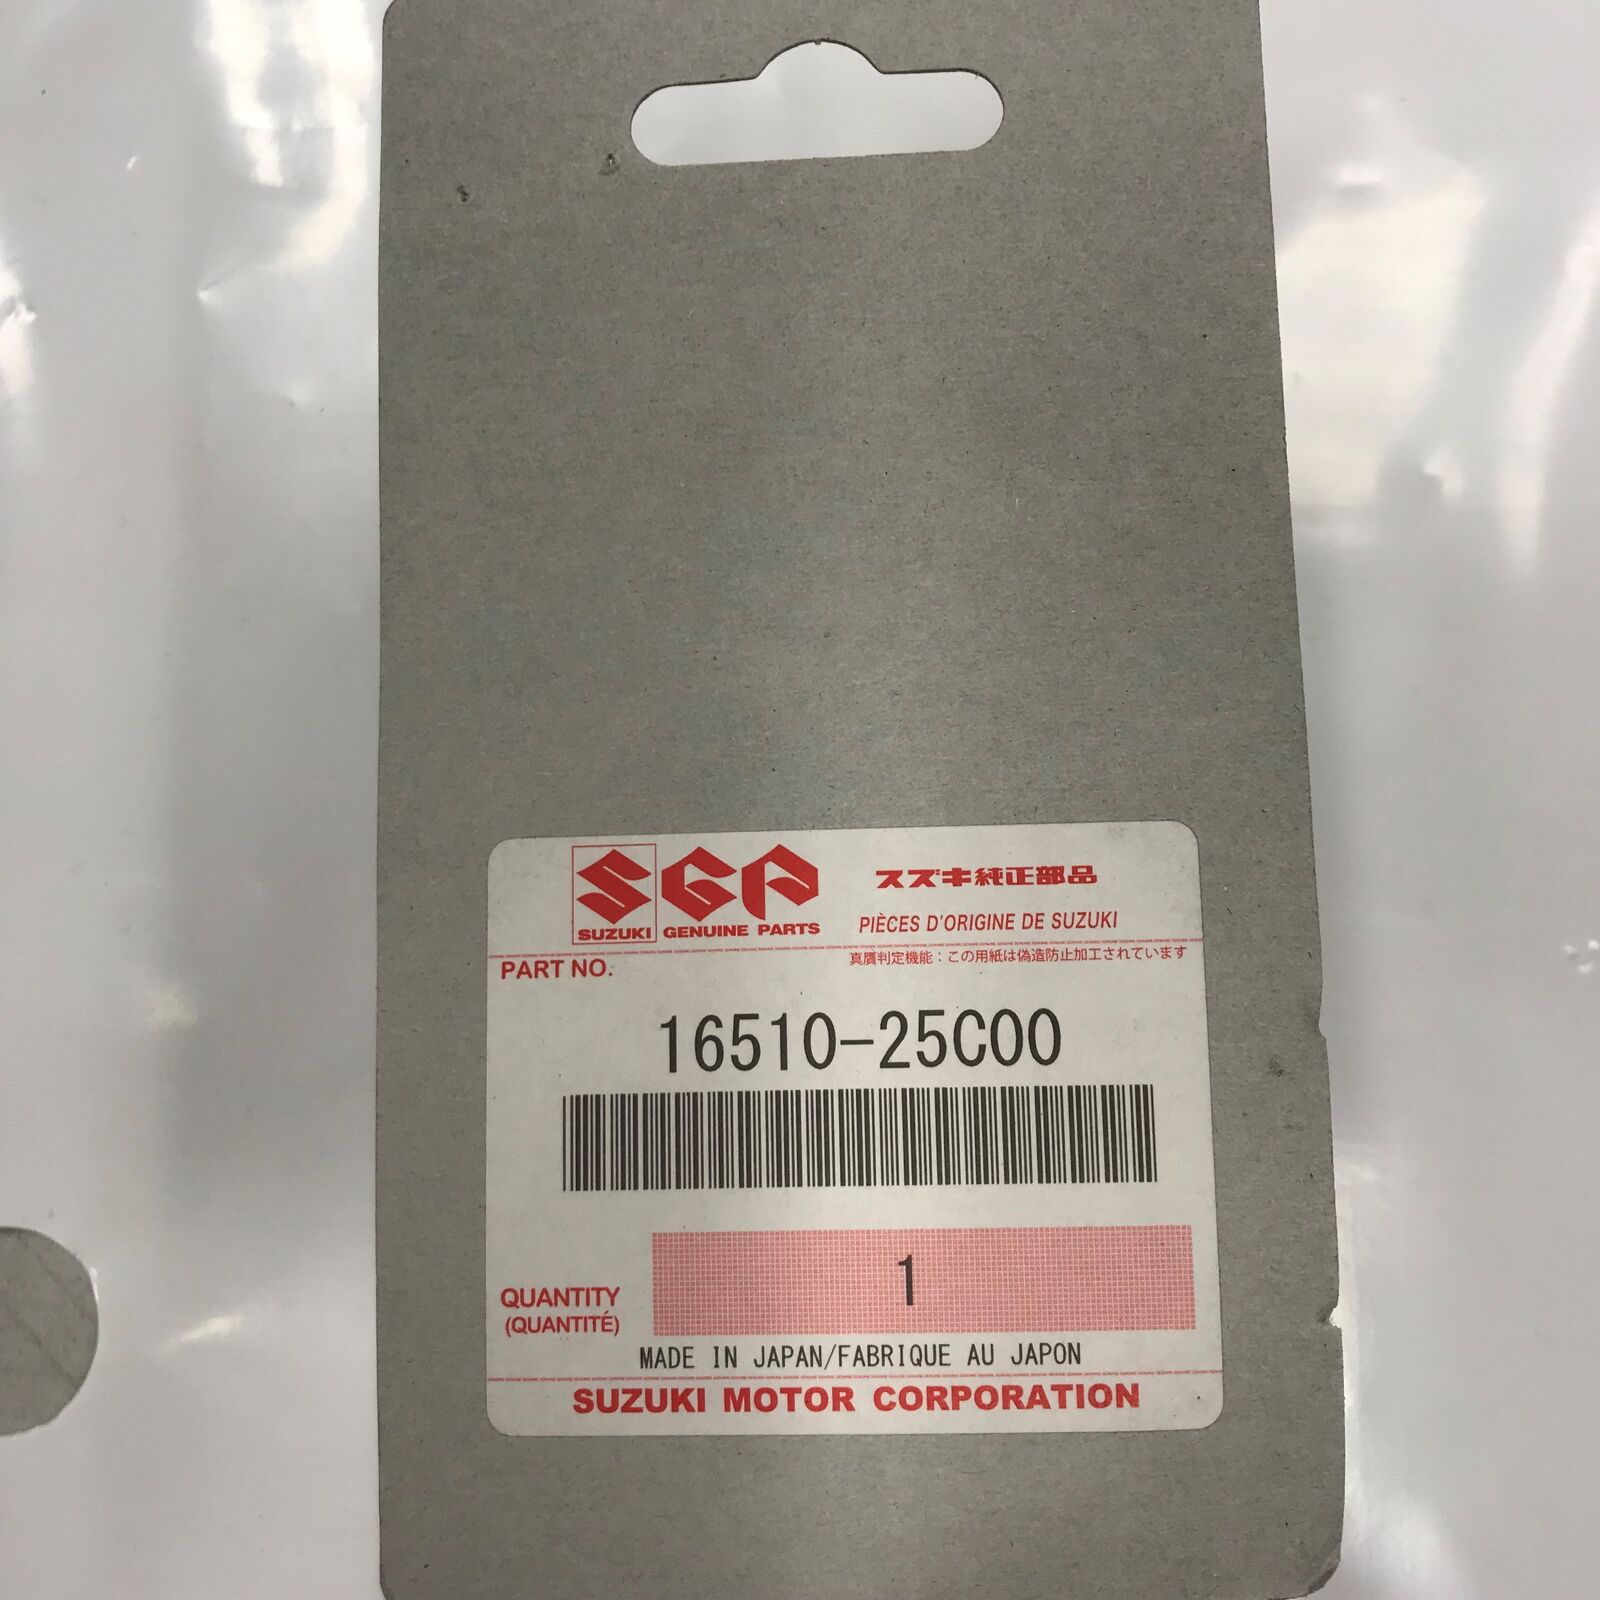 SGP
SUZUKI GENUINE PARTS
スズキ純正部品
PIÈCES D'ORIGINE DE SUZUKI
真贋判定機能：この用紙は偽造防止加工されています
PART NO.
16510-25C00
1
QUANTITY
(QUANTITÉ)
MADE IN JAPAN/FABRIQUE AU JAPON
SUZUKI MOTOR CORPORATION